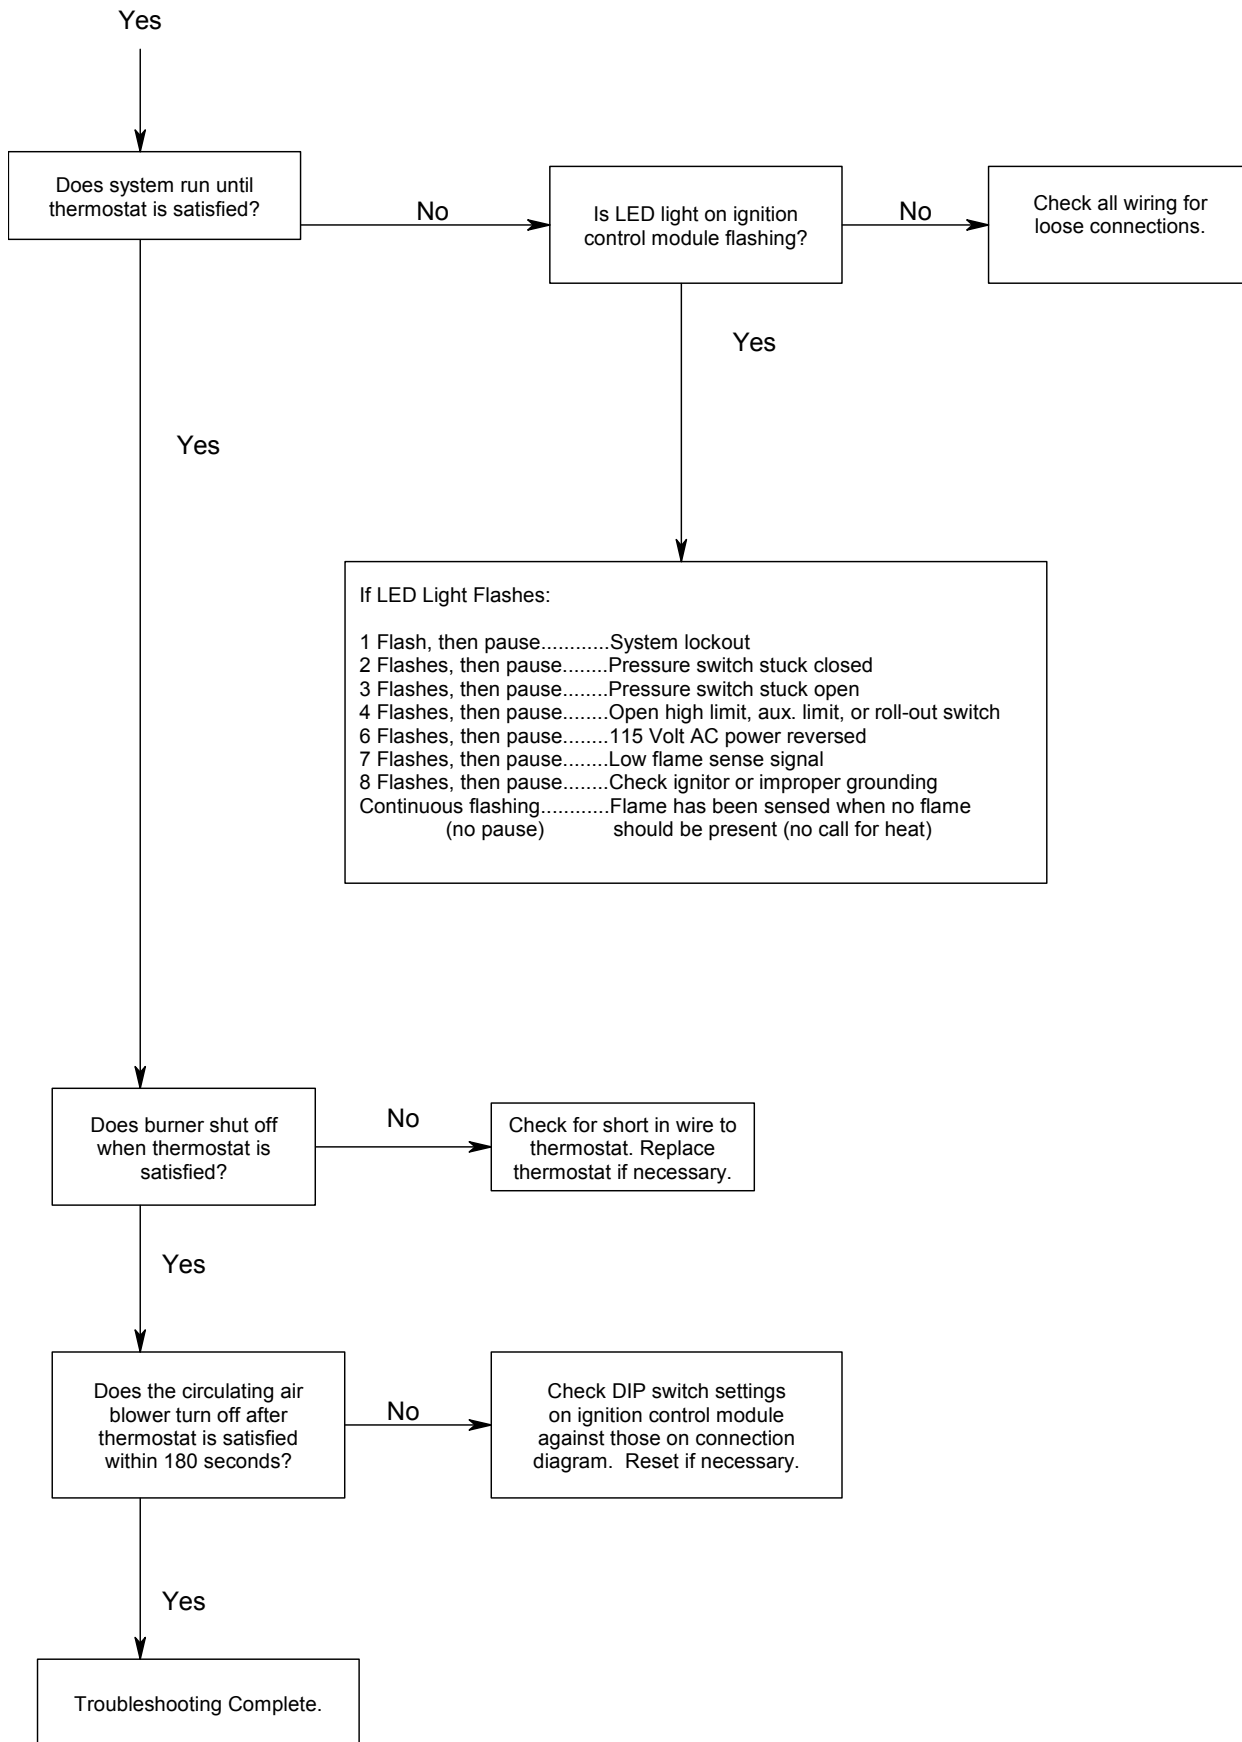 Yes
Does system run until
thermostat is satisfied?
No
Is LED light on ignition
control module flashing?
No
Check all wiring for
loose connections.
Yes
Yes
If LED Light Flashes:
1 Flash, then pause............System lockout
2 Flashes, then pause........Pressure switch stuck closed
3 Flashes, then pause........Pressure switch stuck open
4 Flashes, then pause........Open high limit, aux. limit, or roll-out switch
6 Flashes, then pause........115 Volt AC power reversed
7 Flashes, then pause........Low flame sense signal
8 Flashes, then pause........Check ignitor or improper grounding
Continuous flashing............Flame has been sensed when no flame
(no pause) should be present (no call for heat)
Does burner shut off
when thermostat is
satisfied?
No
Check for short in wire to
thermostat. Replace
thermostat if necessary.
Yes
Does the circulating air
blower turn off after
thermostat is satisfied
within 180 seconds?
No
Check DIP switch settings
on ignition control module
against those on connection
diagram. Reset if necessary.
Yes
Troubleshooting Complete.